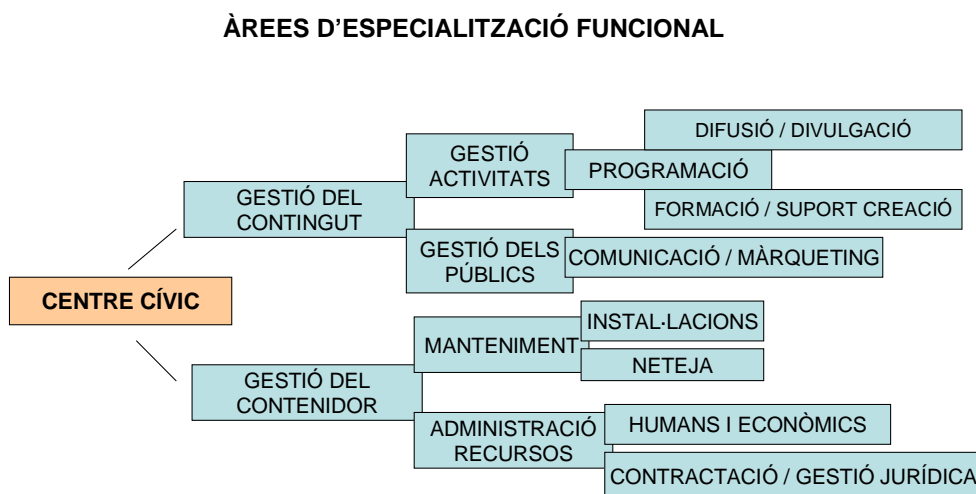 ÀREES D'ESPECIALITZACIÓ FUNCIONAL
DIFUSIÓ / DIVULGACIÓ
GESTIÓ
ACTIVITATS
PROGRAMACIÓ
GESTIÓ DEL
CONTINGUT
FORMACIÓ / SUPORT CREACIÓ
GESTIÓ DELS
PÚBLICS
COMUNICACIÓ / MÀRQUETING
CENTRE CÍVIC
INSTAL·LACIONS
MANTENIMENT
NETEJA
GESTIÓ DEL
CONTENIDOR
HUMANS I ECONÒMICS
ADMINISTRACIÓ
RECURSOS
CONTRACTACIÓ / GESTIÓ JURÍDICA